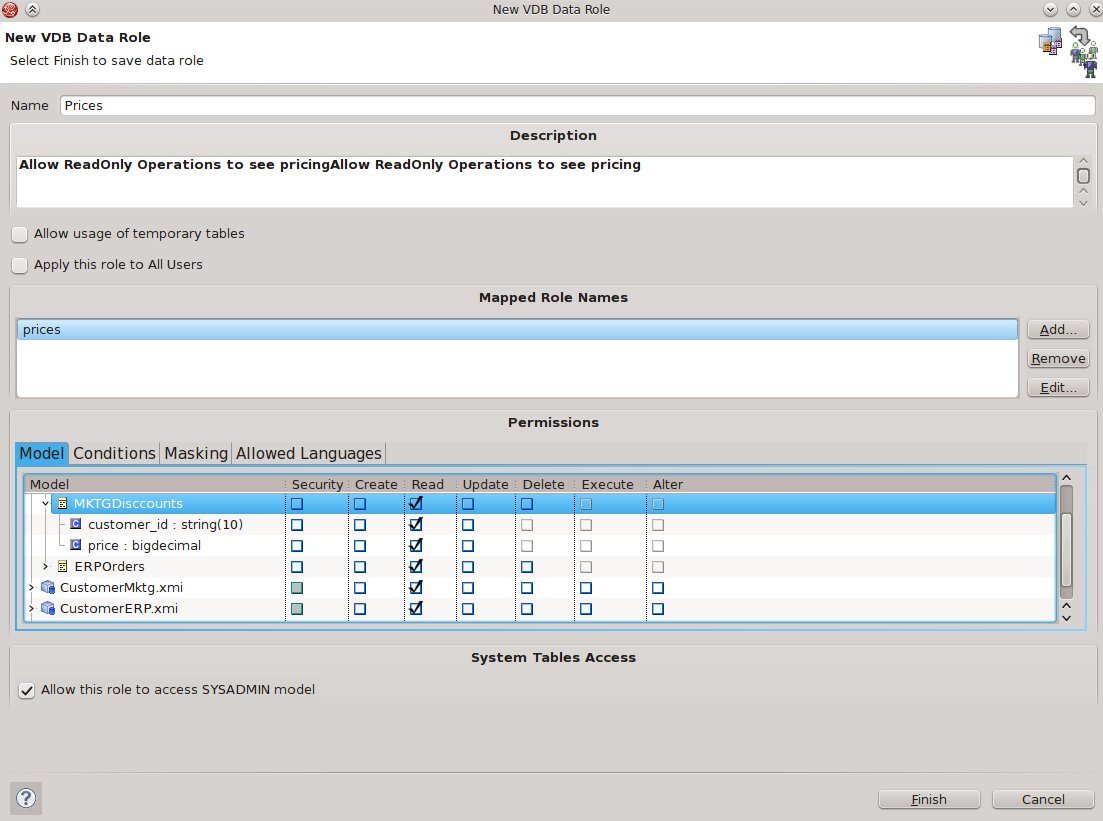 New VDB Data Role
New VDB Data Role
Select Finish to save data role
Name Prices
Description
Allow ReadOnly Operations to see pricingAllow ReadOnly Operations to see pricing
Allow usage of temporary tables
Apply this role to All Users
Mapped Role Names
prices
Add...
Remove
Edit...
Permissions
Model Conditions Masking Allowed Languages
Model Security Create Read Update Delete Execute Alter
MKTGDisccounts
customer_id : string(10)
price : bigdecimal
ERPOrders
CustomerMktg.xmi
CustomerERP.xmi
System Tables Access
Allow this role to access SYSADMIN model
? Finish Cancel